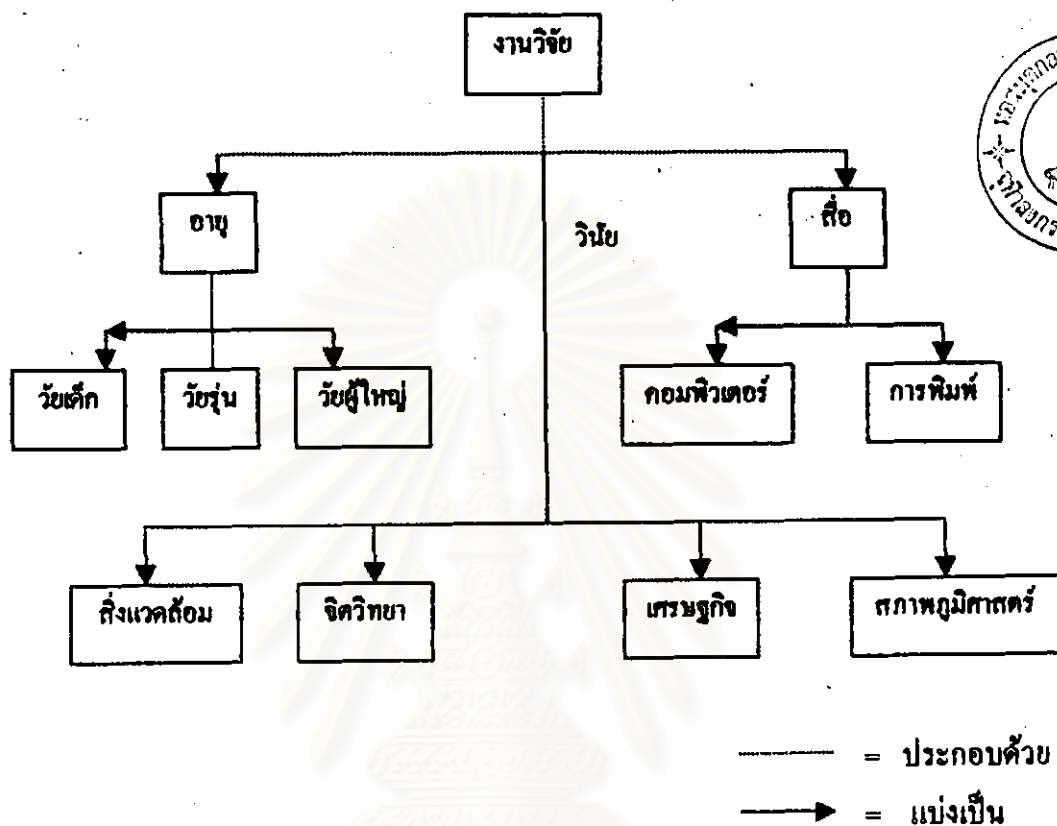 งานวิจัย
อายุ
วินัย
สื่อ
วัยเด็ก
วัยรุ่น
วัยผู้ใหญ่
คอมพิวเตอร์
การพิมพ์
สิ่งแวดล้อม
จิตวิทยา
เศรษฐกิจ
สภาพภูมิศาสตร์
= ประกอบด้วย
= แบ่งเป็น